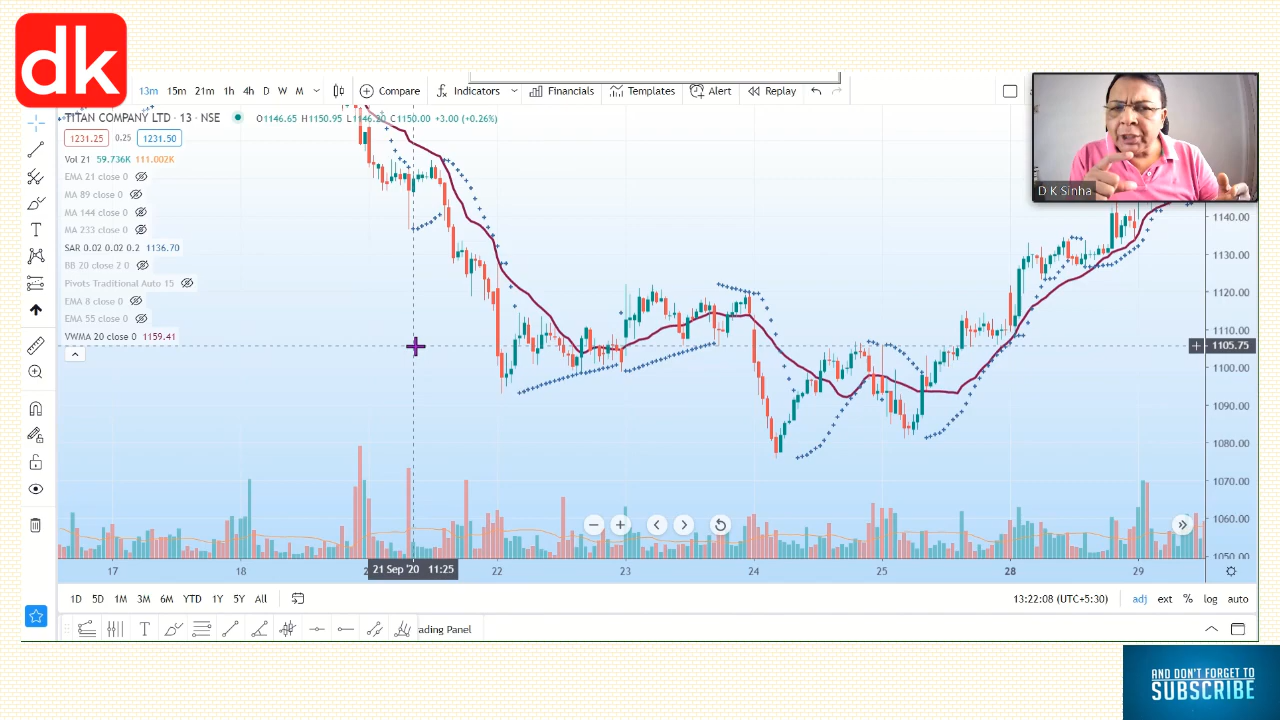 dk
13m 15m 21m 1h 4h D W M Compare Indicators Financials Templates Alert Replay
TITAN COMPANY LTD · 13 · NSE O1146.65 H1150.95 L1146.20 C1150.00 +3.00 (+0.26%)
1231.25 0.25 1231.50
Vol 21 59.736K 111.002K
EMA 21 close 0
MA 89 close 0
MA 144 close 0
MA 233 close 0
SAR 0.02 0.02 0.2 1136.70
BB 20 close 2 0
Pivots Traditional Auto 15
EMA 8 close 0
EMA 55 close 0
VWMA 20 close 0 1159.41
D K Sinha
1140.00
1130.00
1120.00
1110.00
1105.75
1100.00
1090.00
1080.00
1070.00
1060.00
1050.00
17 18 21 Sep '20 11:25 22 23 24 25 28 29
1D 5D 1M 3M 6M YTD 1Y 5Y All 13:22:08 (UTC+5:30) adj ext % log auto
ading Panel
AND DON'T FORGET TO
SUBSCRIBE